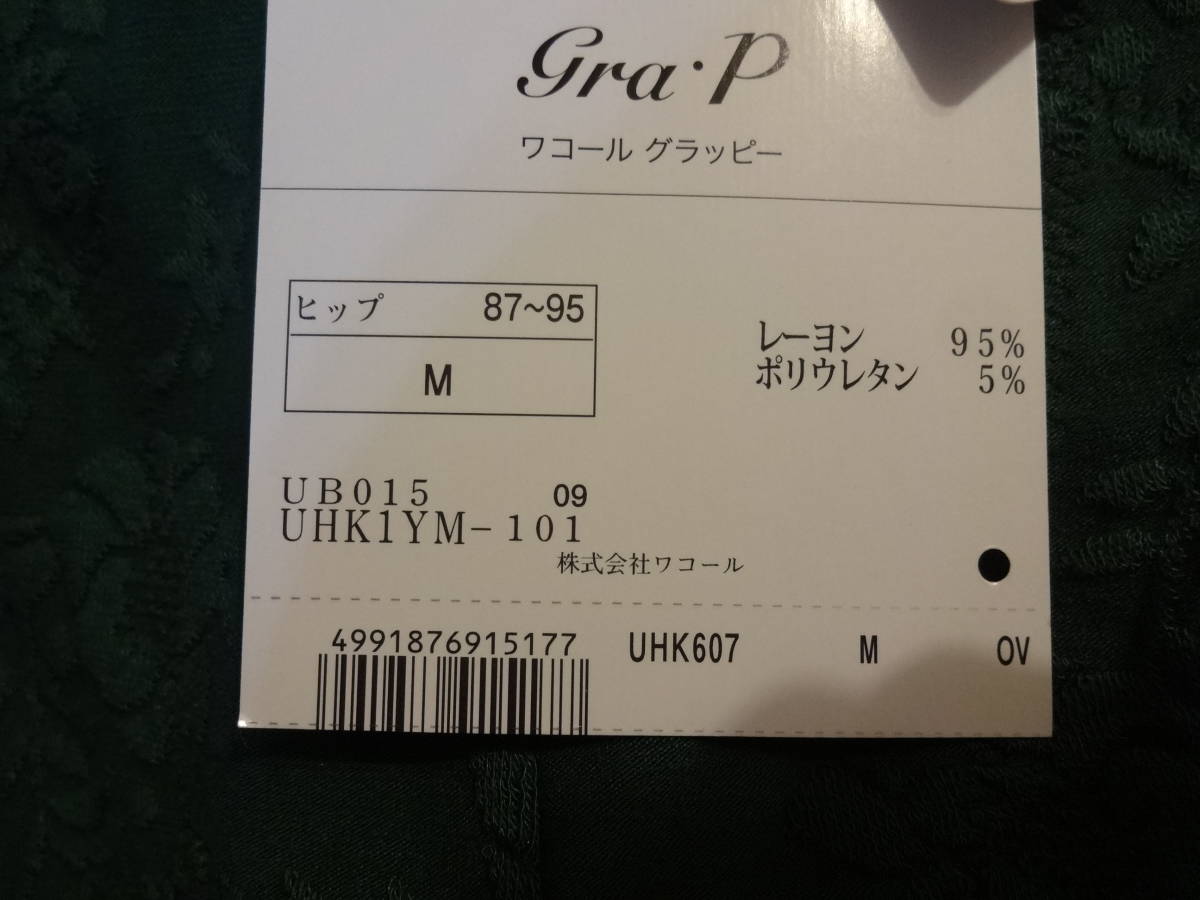 Gra・P
ワコール グラッピー
ヒップ 87~95
M
レーヨン 95%
ポリウレタン 5%
UB015 09
UHK1YM-101
株式会社ワコール
4991876915177 UHK607 M OV